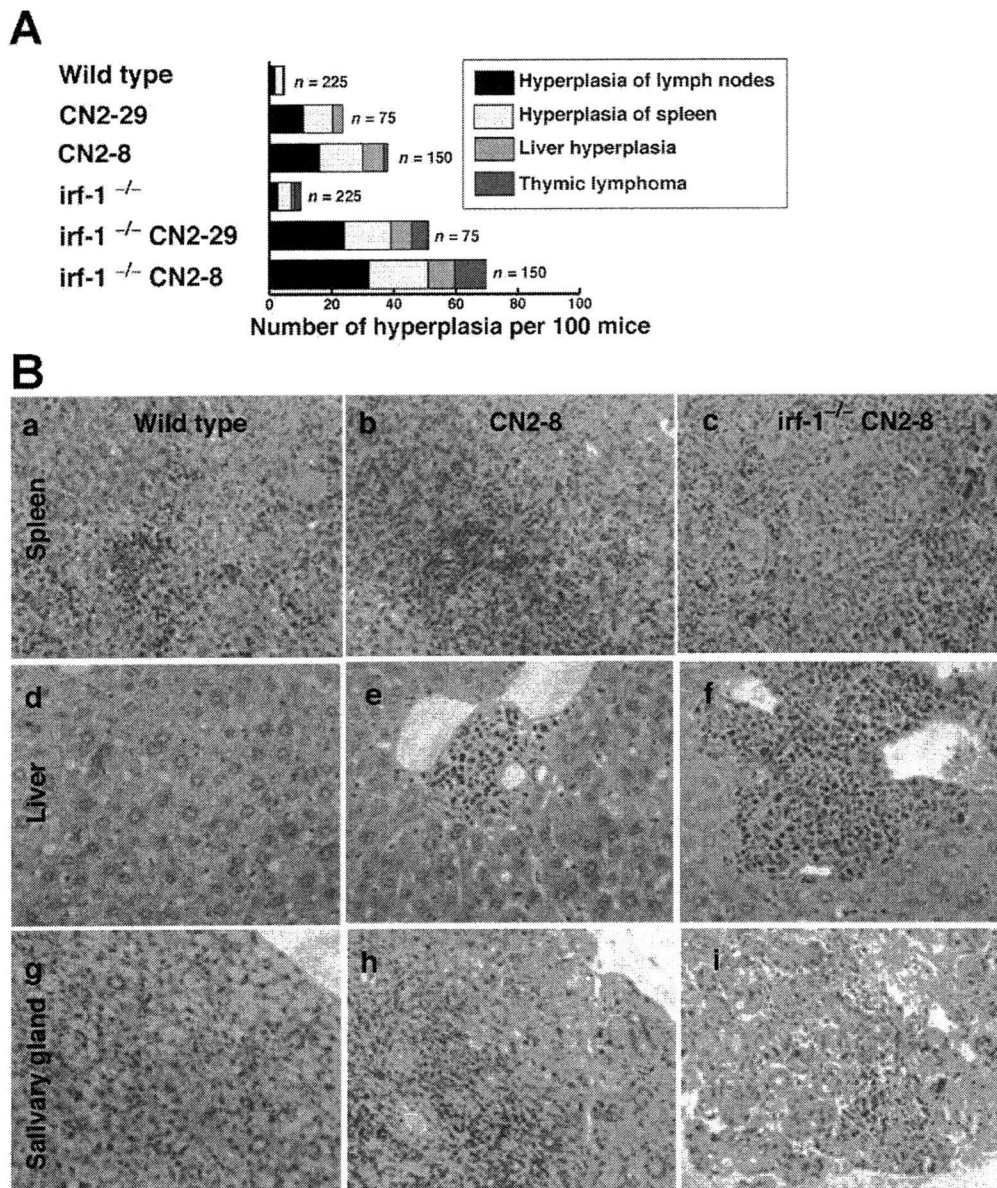 A
Wild type
n = 225
CN2-29
n = 75
CN2-8
n = 150
irf-1 −/−
n = 225
irf-1 −/− CN2-29
n = 75
irf-1 −/− CN2-8
n = 150
0 20 40 60 80 100
Number of hyperplasia per 100 mice
Hyperplasia of lymph nodes
Hyperplasia of spleen
Liver hyperplasia
Thymic lymphoma
B
a Wild type
b CN2-8
c irf-1−/− CN2-8
Spleen
d
e
f
Liver
g
h
i
Salivary gland